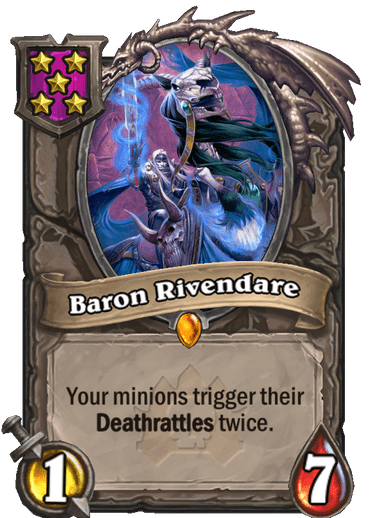 Baron Rivendare
Your minions trigger their
Deathrattles twice.
1
7